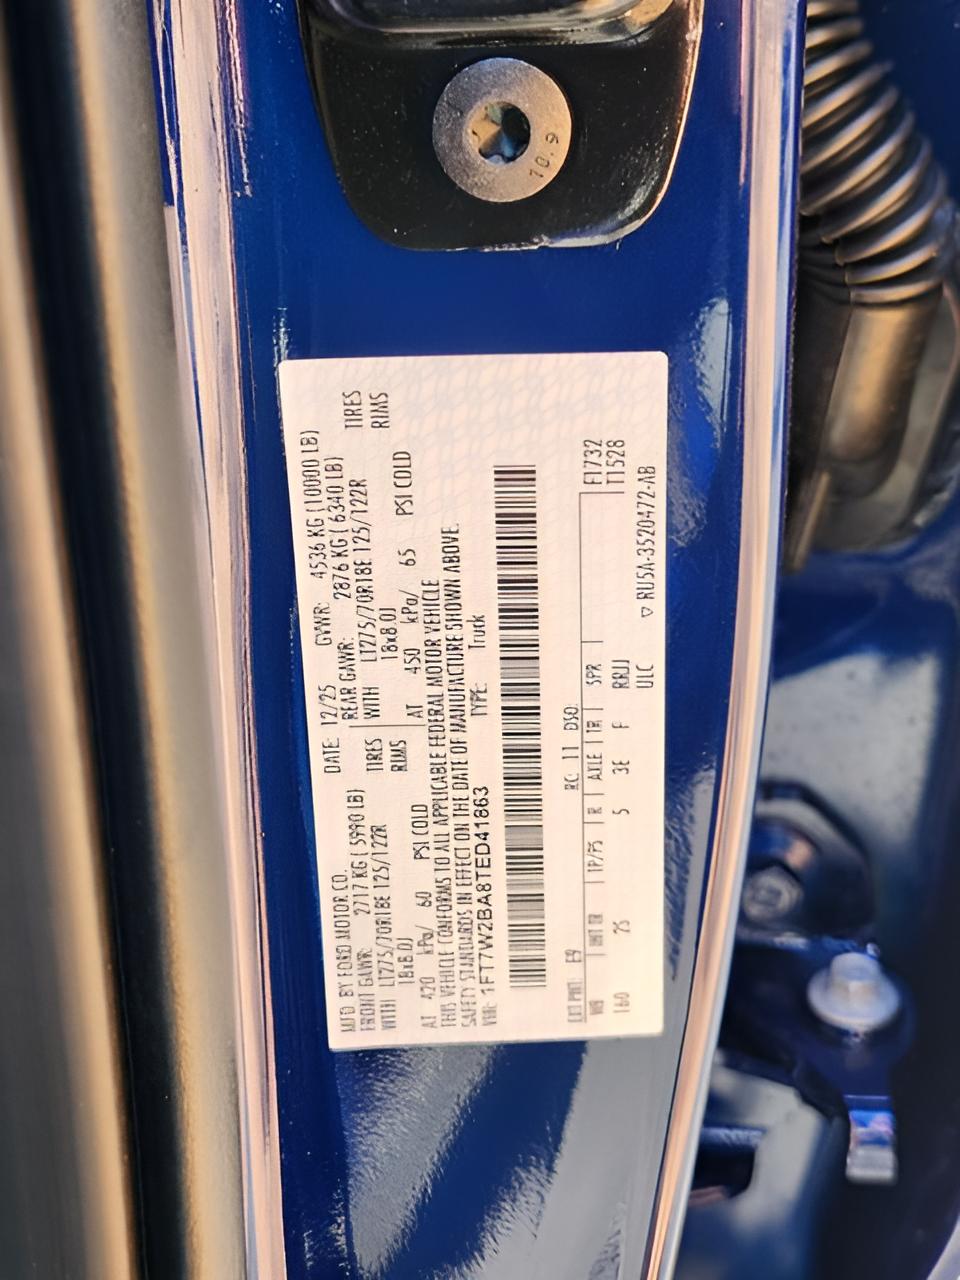 10.9
MFD BY FORD MOTOR CO. DATE: 12/25 GVWR: 4536 KG (10000 LB)
FRONT GAWR: 2717 KG (5990 LB) REAR GAWR: 2876 KG (6340 LB)
WITH LT275/70R18E 125/122R TIRES WITH LT275/70R18E 125/122R TIRES
18x8.0J RIMS 18x8.0J RIMS
AT 420 kPa/ 60 PSI COLD AT 450 kPa/ 65 PSI COLD
THIS VEHICLE CONFORMS TO ALL APPLICABLE FEDERAL MOTOR VEHICLE
SAFETY STANDARDS IN EFFECT ON THE DATE OF MANUFACTURE SHOWN ABOVE.
VIN: 1FT7W2BA8TED41863 TYPE: Truck
EXT PNT: E9 RC: 11 DSO:
WB INT TR TP/PS R AXLE TR SPR F1732
160 5 3E F RRJJ T1528
ULC RU5A-3520472-AB